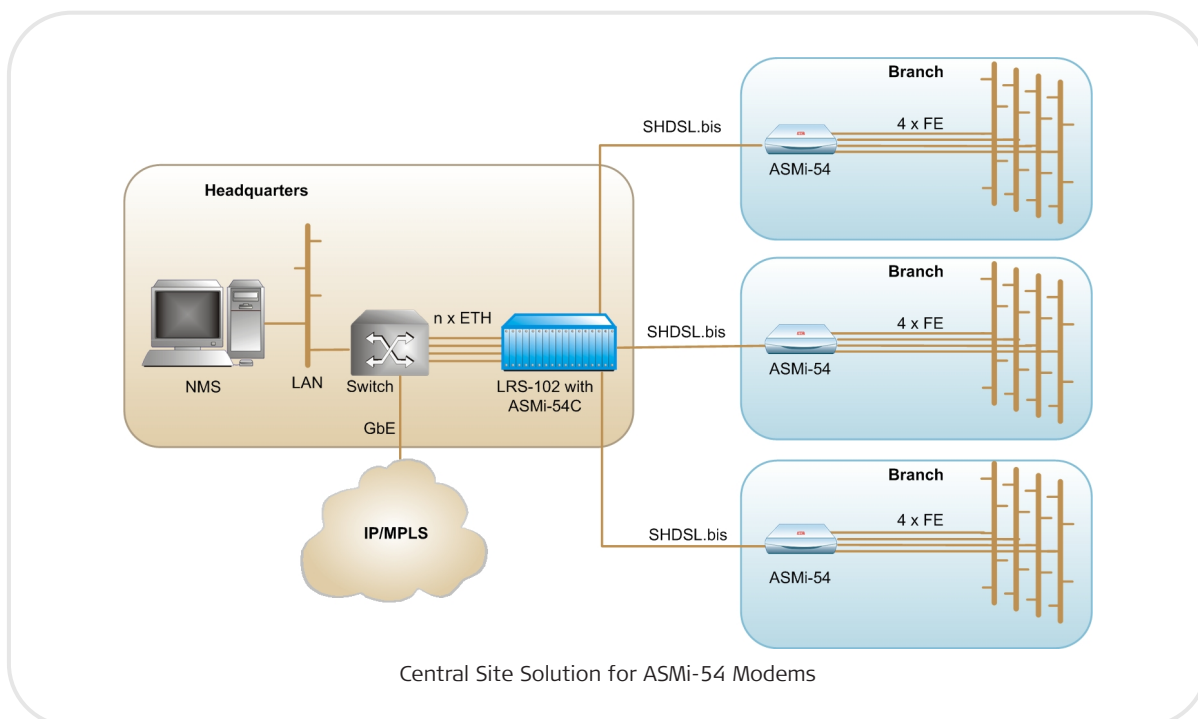 Headquarters
NMS
LAN
Switch
n x ETH
LRS-102 with
ASMi-54C
GbE
IP/MPLS
SHDSL.bis
Branch
4 x FE
ASMi-54
SHDSL.bis
Branch
4 x FE
ASMi-54
SHDSL.bis
Branch
4 x FE
ASMi-54
Central Site Solution for ASMi-54 Modems